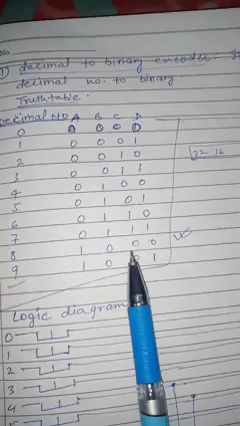 1) decimal to binary encoder:
decimal no. to binary
Truthtable.
Decimal NO A B C D
0 0 0 0 0
1 0 0 0 1
2 0 0 1 0
3 0 0 1 1
4 0 1 0 0
5 0 1 0 1
6 0 1 1 0
7 0 1 1 1
8 1 0 0 0
9 1 0 0 1
Logic diagram
0
1
2
3
4